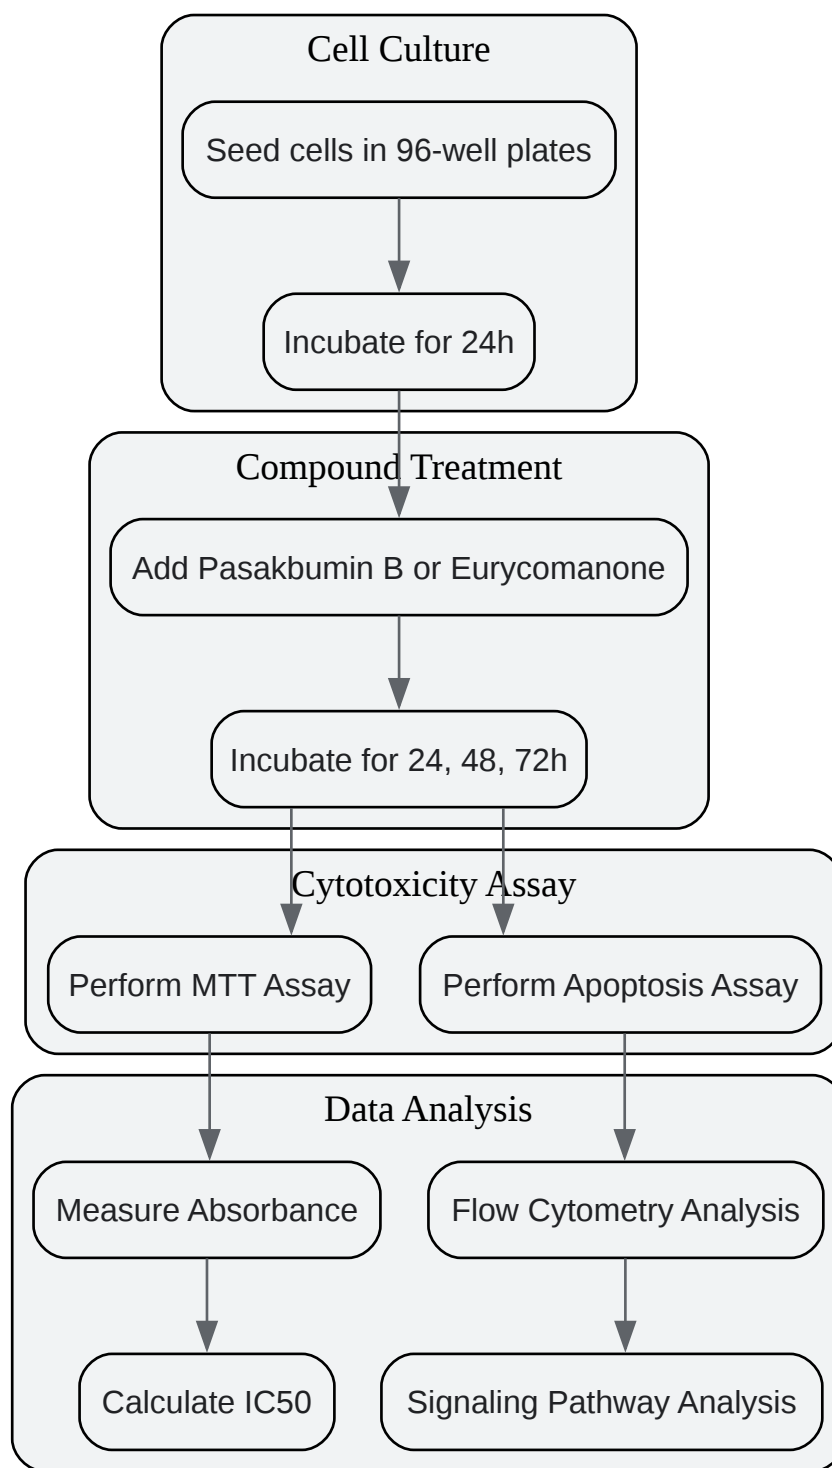 Cell Culture
Seed cells in 96-well plates
Incubate for 24h
Compound Treatment
Add Pasakbumin B or Eurycomanone
Incubate for 24, 48, 72h
Cytotoxicity Assay
Perform MTT Assay
Perform Apoptosis Assay
Data Analysis
Measure Absorbance
Flow Cytometry Analysis
Calculate IC50
Signaling Pathway Analysis